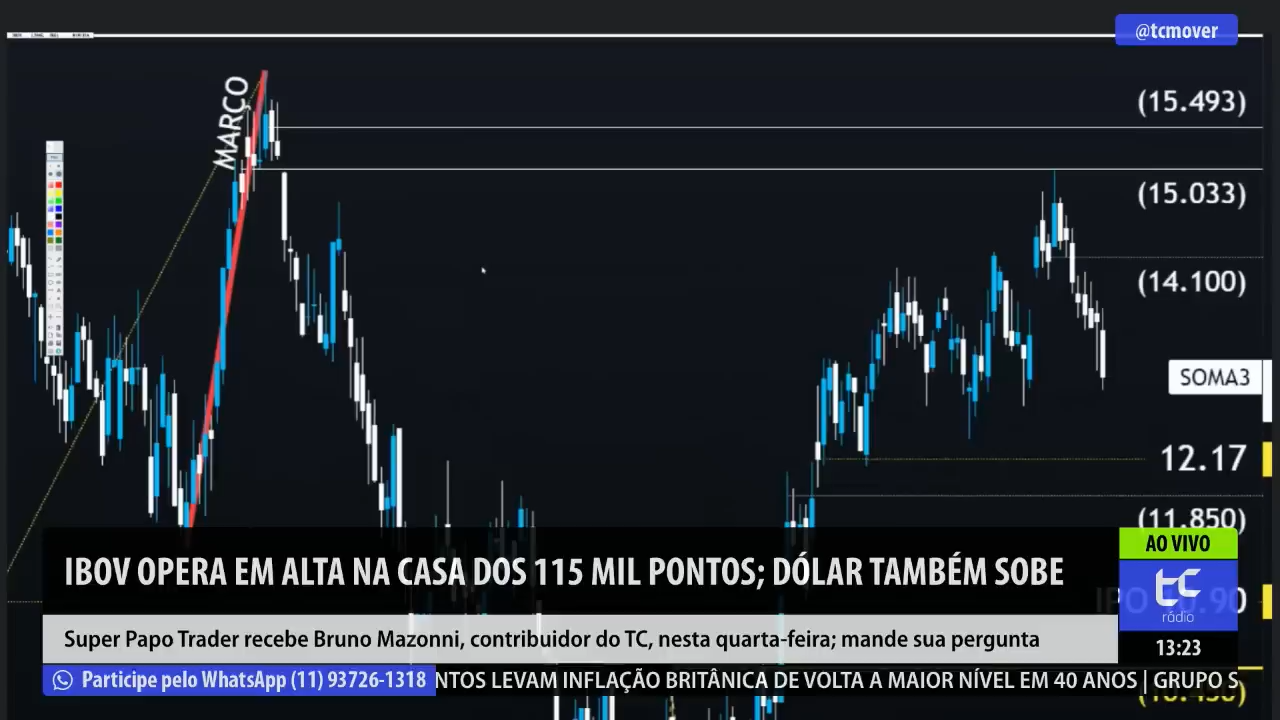 @tcmover
MARÇO
(15.493)
(15.033)
(14.100)
SOMA3
12.17
(11.850)
IBOV OPERA EM ALTA NA CASA DOS 115 MIL PONTOS; DÓLAR TAMBÉM SOBE
AO VIVO
tc
rádio
Super Papo Trader recebe Bruno Mazonni, contribuidor do TC, nesta quarta-feira; mande sua pergunta
13:23
Participe pelo WhatsApp (11) 93726-1318
NTOS LEVAM INFLAÇÃO BRITÂNICA DE VOLTA A MAIOR NÍVEL EM 40 ANOS | GRUPO S